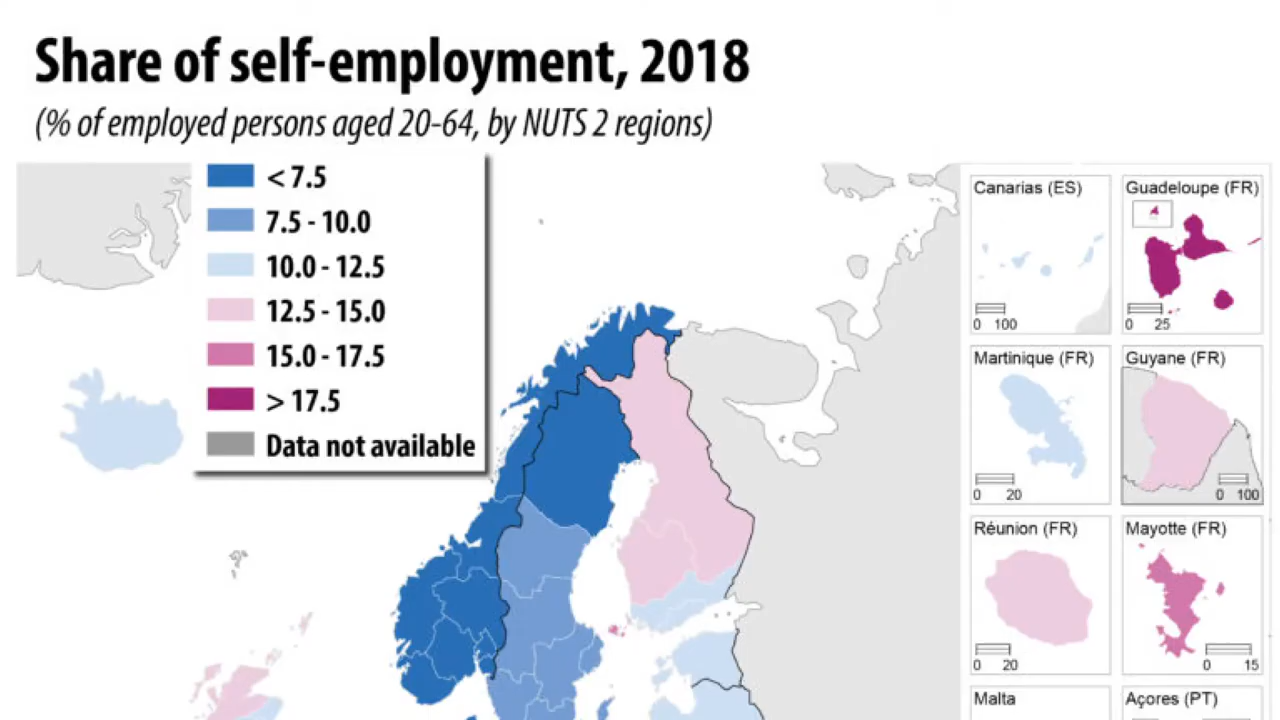 Share of self-employment, 2018
(% of employed persons aged 20-64, by NUTS 2 regions)
< 7.5
7.5 - 10.0
10.0 - 12.5
12.5 - 15.0
15.0 - 17.5
> 17.5
Data not available
Canarias (ES)
0 100
Guadeloupe (FR)
0 25
Martinique (FR)
0 20
Guyane (FR)
0 100
Réunion (FR)
0 20
Mayotte (FR)
0 15
Malta
Açores (PT)